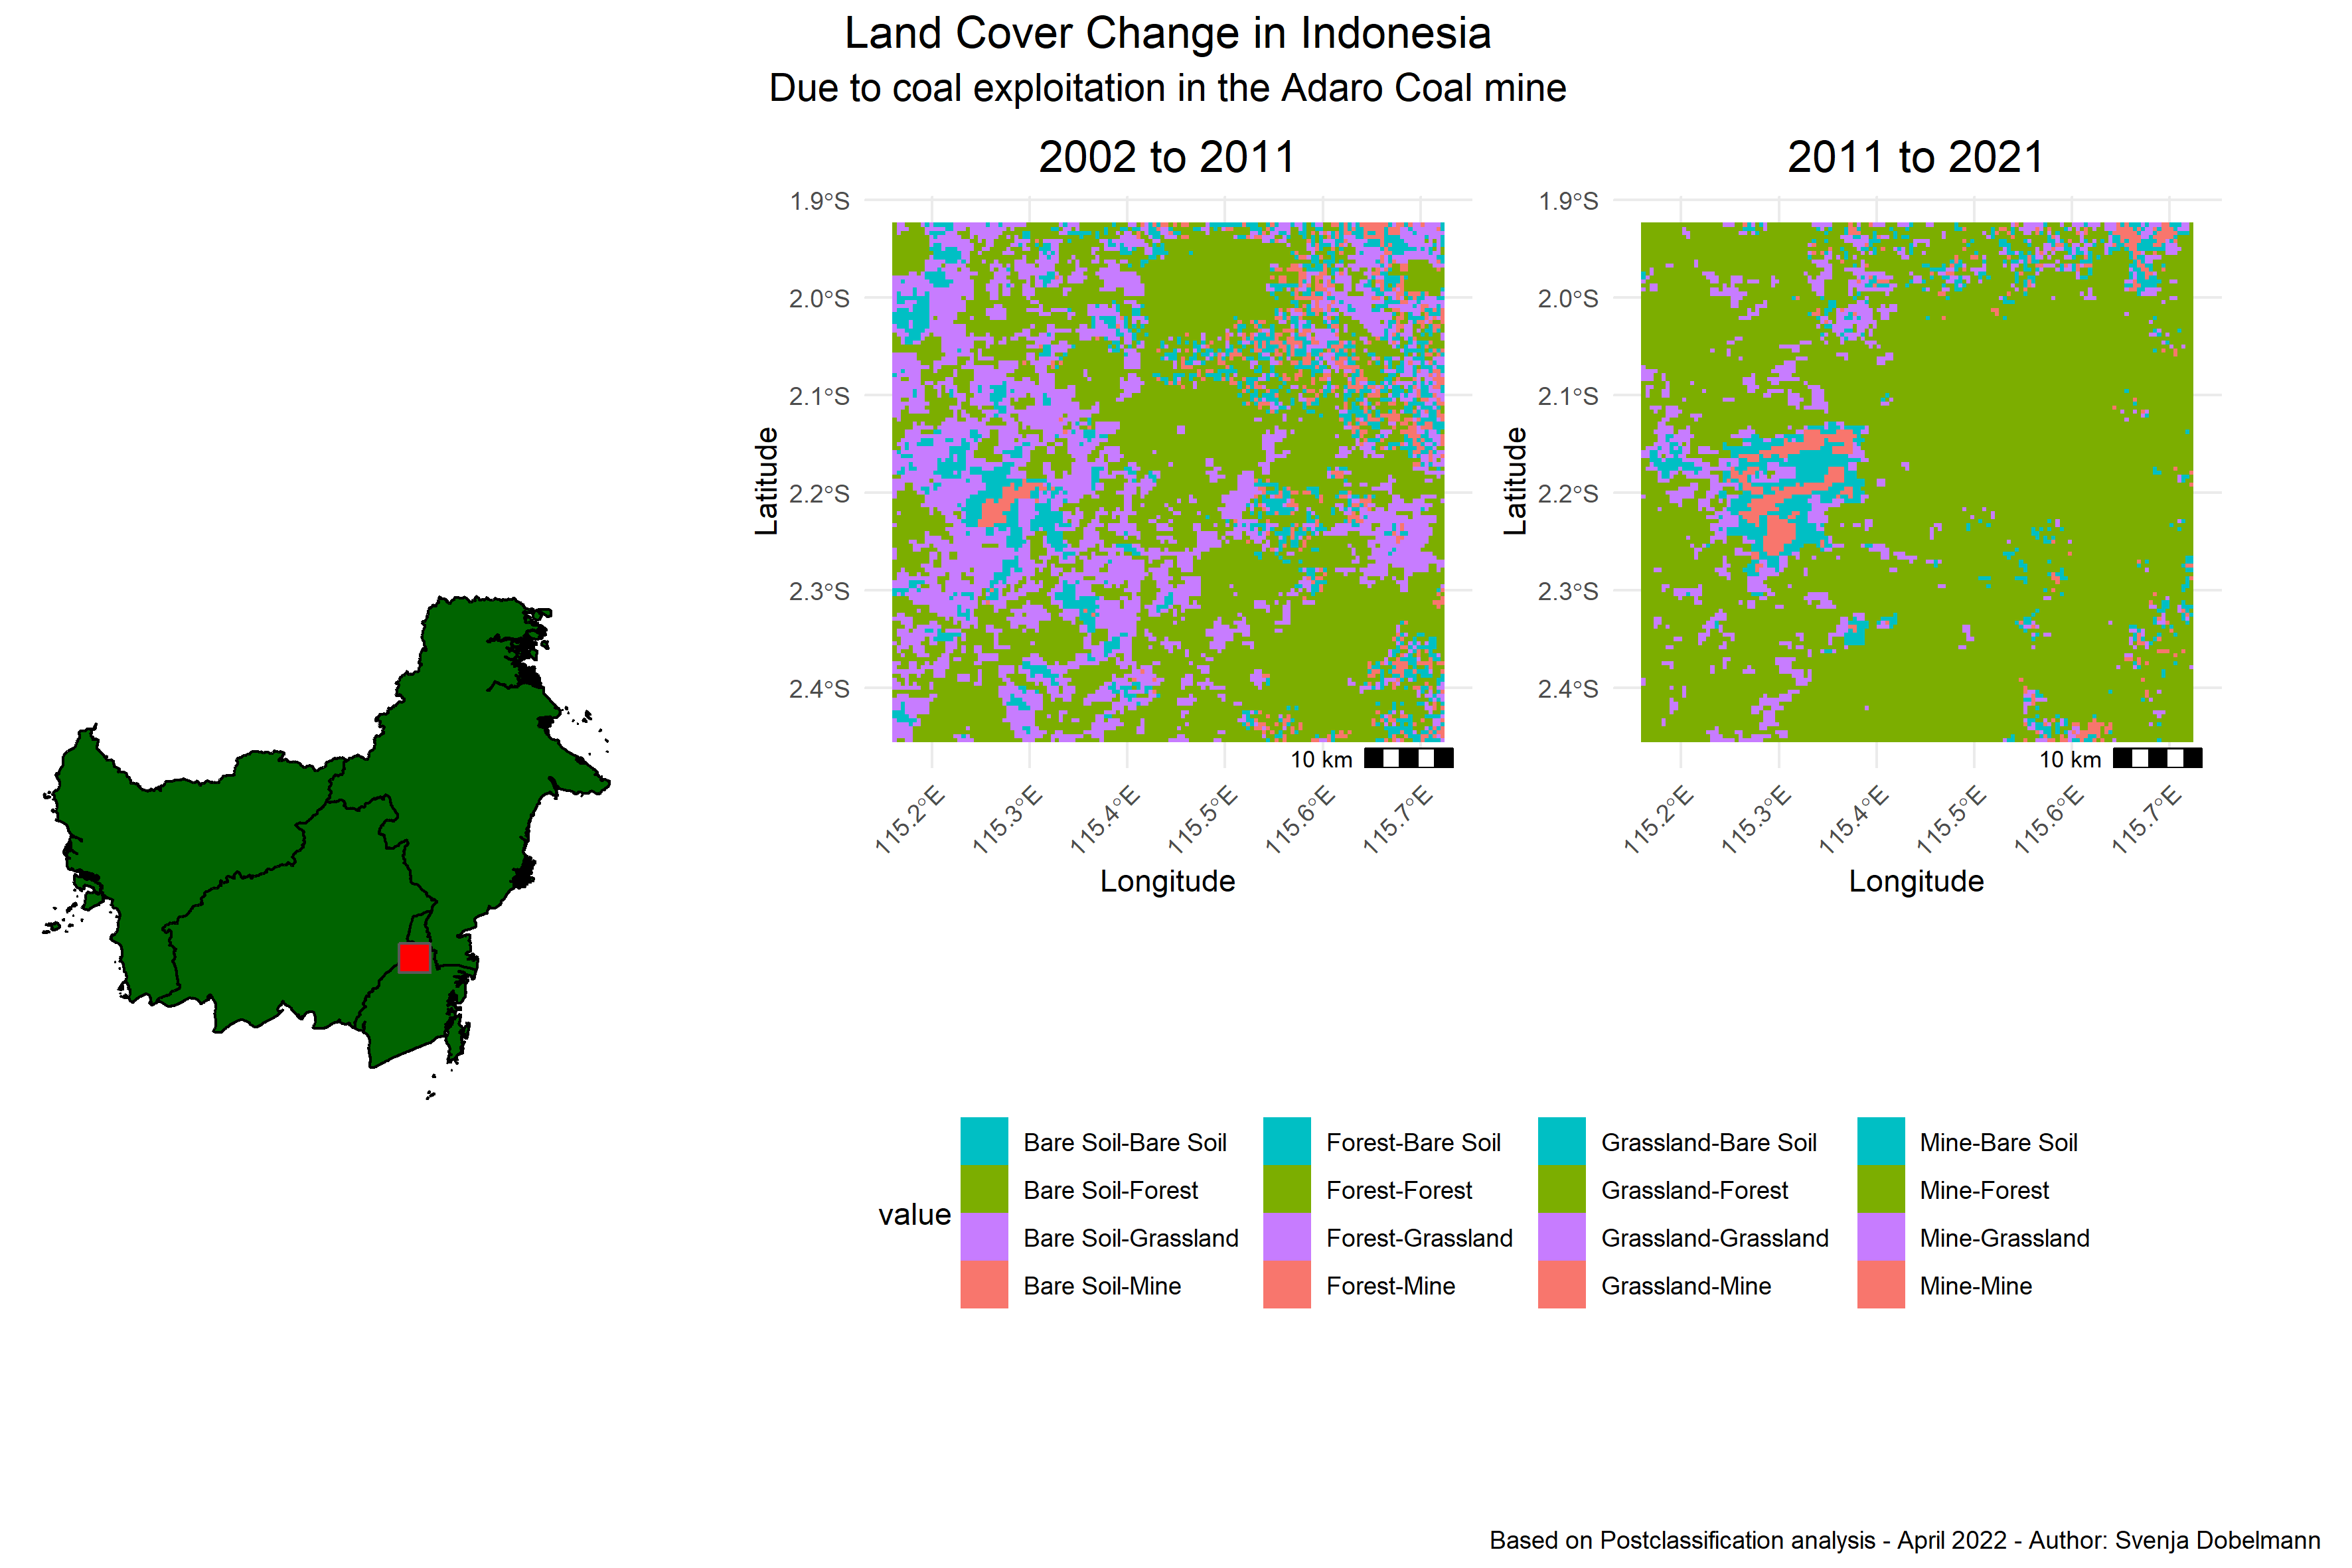 Land Cover Change in Indonesia
Due to coal exploitation in the Adaro Coal mine
2002 to 2011
1.9°S
2.0°S
2.1°S
2.2°S
2.3°S
2.4°S
Latitude
10 km
115.2°E
115.3°E
115.4°E
115.5°E
115.6°E
115.7°E
Longitude
2011 to 2021
1.9°S
2.0°S
2.1°S
2.2°S
2.3°S
2.4°S
Latitude
10 km
115.2°E
115.3°E
115.4°E
115.5°E
115.6°E
115.7°E
Longitude
value
Bare Soil-Bare Soil
Bare Soil-Forest
Bare Soil-Grassland
Bare Soil-Mine
Forest-Bare Soil
Forest-Forest
Forest-Grassland
Forest-Mine
Grassland-Bare Soil
Grassland-Forest
Grassland-Grassland
Grassland-Mine
Mine-Bare Soil
Mine-Forest
Mine-Grassland
Mine-Mine
Based on Postclassification analysis - April 2022 - Author: Svenja Dobelmann